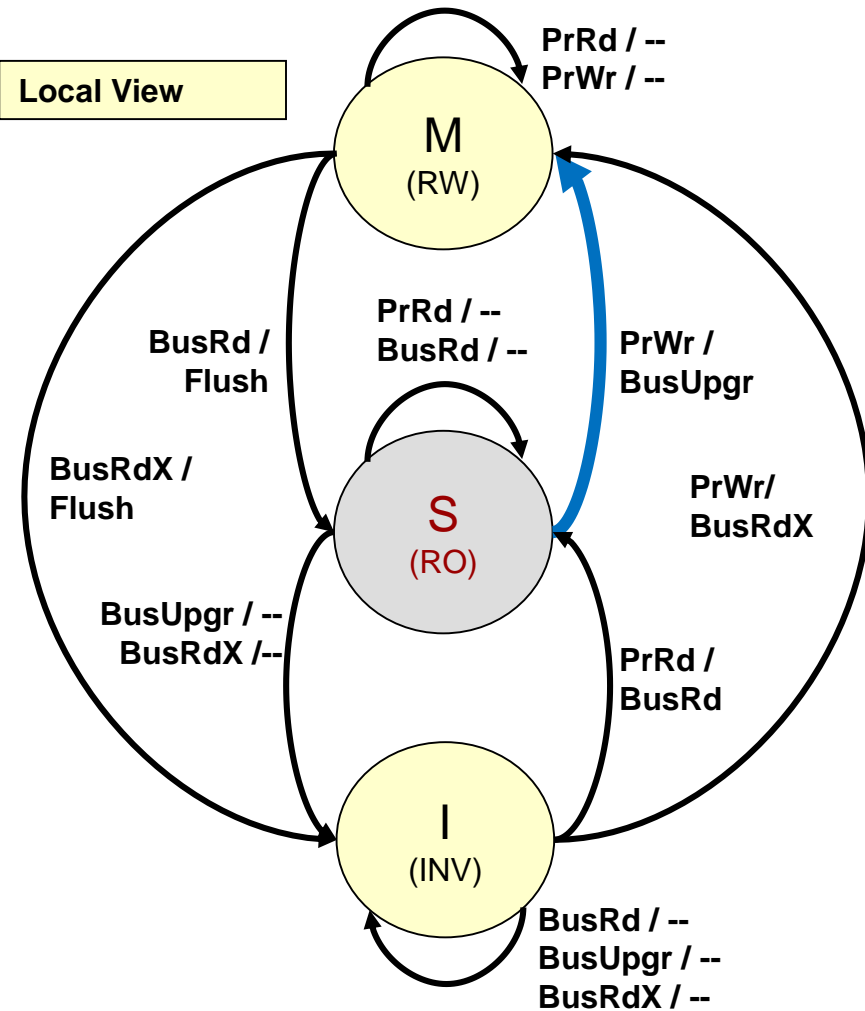 PrRd / --
PrWr / --
Local View
M
(RW)
PrRd / --
BusRd / --
BusRd /
Flush
PrWr /
BusUpgr
BusRdX /
Flush
PrWr/
BusRdX
S
(RO)
BusUpgr / --
BusRdX /--
PrRd /
BusRd
I
(INV)
BusRd / --
BusUpgr / --
BusRdX / --